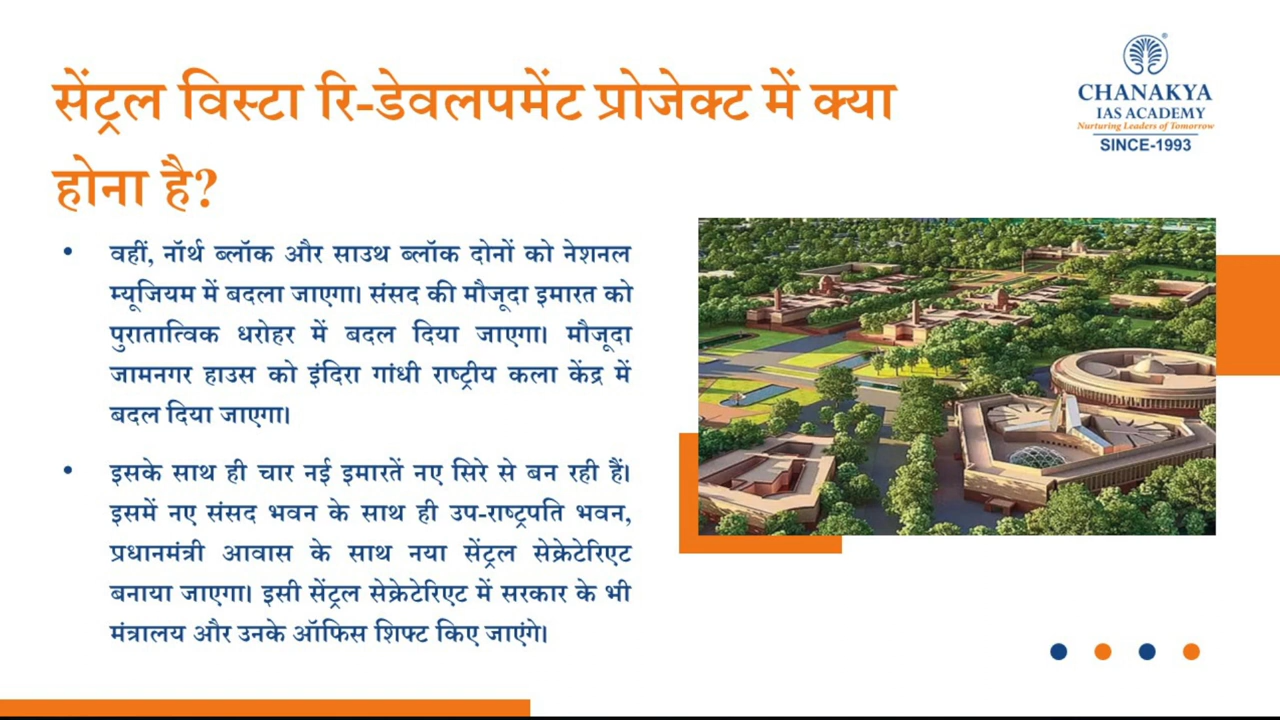 सेंट्रल विस्टा रि-डेवलपमेंट प्रोजेक्ट में क्या
होना है?
CHANAKYA
IAS ACADEMY
Nurturing Leaders of Tomorrow
SINCE-1993
• वहीं, नॉर्थ ब्लॉक और साउथ ब्लॉक दोनों को नेशनल
म्यूजियम में बदला जाएगा। संसद की मौजूदा इमारत को
पुरातात्विक धरोहर में बदल दिया जाएगा। मौजूदा
जामनगर हाउस को इंदिरा गांधी राष्ट्रीय कला केंद्र में
बदल दिया जाएगा।
• इसके साथ ही चार नई इमारतें नए सिरे से बन रही हैं।
इसमें नए संसद भवन के साथ ही उप-राष्ट्रपति भवन,
प्रधानमंत्री आवास के साथ नया सेंट्रल सेक्रेटेरिएट
बनाया जाएगा। इसी सेंट्रल सेक्रेटेरिएट में सरकार के भी
मंत्रालय और उनके ऑफिस शिफ्ट किए जाएंगे।